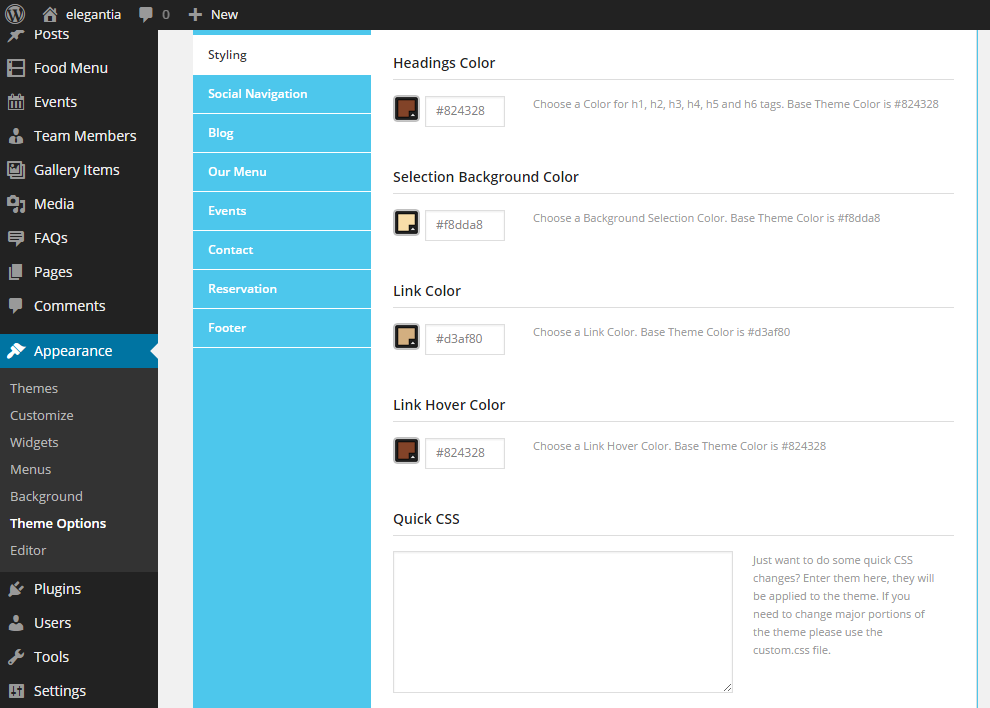 elegantia 0 New
Posts
Food Menu
Events
Team Members
Gallery Items
Media
FAQs
Pages
Comments
Appearance
Themes
Customize
Widgets
Menus
Background
Theme Options
Editor
Plugins
Users
Tools
Settings
Styling
Social Navigation
Blog
Our Menu
Events
Contact
Reservation
Footer
Headings Color
#824328
Choose a Color for h1, h2, h3, h4, h5 and h6 tags. Base Theme Color is #824328
Selection Background Color
#f8dda8
Choose a Background Selection Color. Base Theme Color is #f8dda8
Link Color
#d3af80
Choose a Link Color. Base Theme Color is #d3af80
Link Hover Color
#824328
Choose a Link Hover Color. Base Theme Color is #824328
Quick CSS
Just want to do some quick CSS
changes? Enter them here, they will
be applied to the theme. If you
need to change major portions of
the theme please use the
custom.css file.